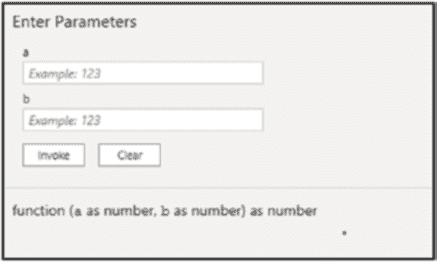 Enter Parameters
a
Example: 123
b
Example: 123
Invoke
Clear
function (a as number, b as number) as number